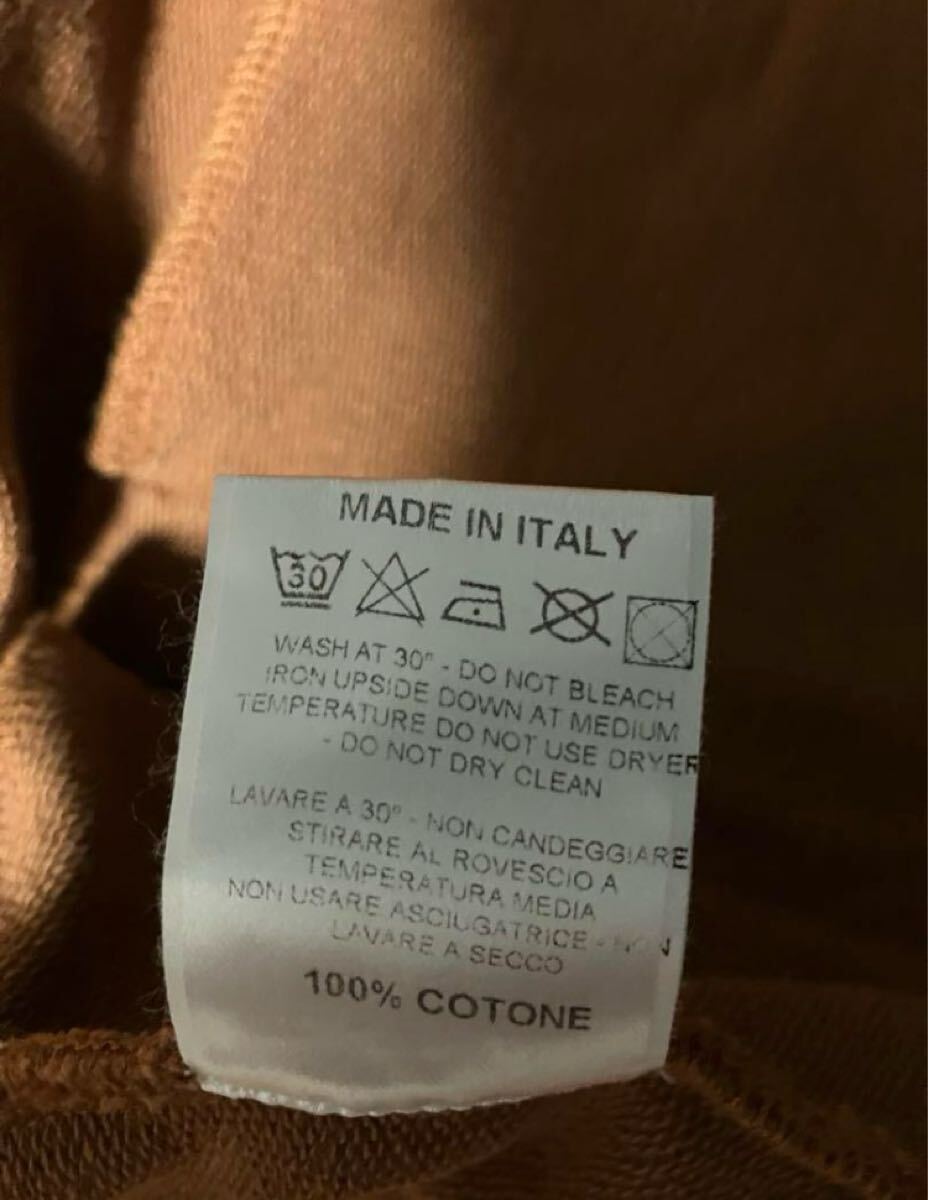 MADE IN ITALY
30
WASH AT 30° - DO NOT BLEACH
IRON UPSIDE DOWN AT MEDIUM
TEMPERATURE DO NOT USE DRYER
- DO NOT DRY CLEAN
LAVARE A 30° - NON CANDEGGIARE
STIRARE AL ROVESCIO A
TEMPERATURA MEDIA
NON USARE ASCIUGATRICE - NON
LAVARE A SECCO
100% COTONE